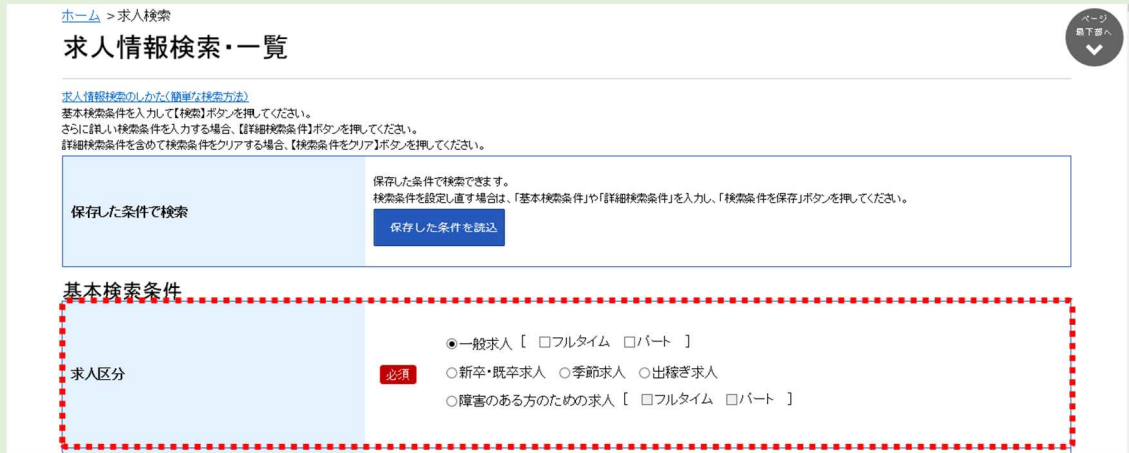 ホーム >求人検索
ページ
最下部へ
求人情報検索・一覧
求人情報検索のしかた(簡単な検索方法)
基本検索条件を入力して【検索】ボタンを押してください。
さらに詳しい検索条件を入力する場合、【詳細検索条件】ボタンを押してください。
詳細検索条件を含めて検索条件をクリアする場合、【検索条件をクリア】ボタンを押してください。
保存した条件で検索
保存した条件で検索できます。
検索条件を設定し直す場合は、「基本検索条件」や「詳細検索条件」を入力し、「検索条件を保存」ボタンを押してください。
保存した条件を読込
基本検索条件
求人区分
必須
◉一般求人 [ □フルタイム □パート ]
○新卒・既卒求人 ○季節求人 ○出稼ぎ求人
○障害のある方のための求人 [ □フルタイム □パート ]